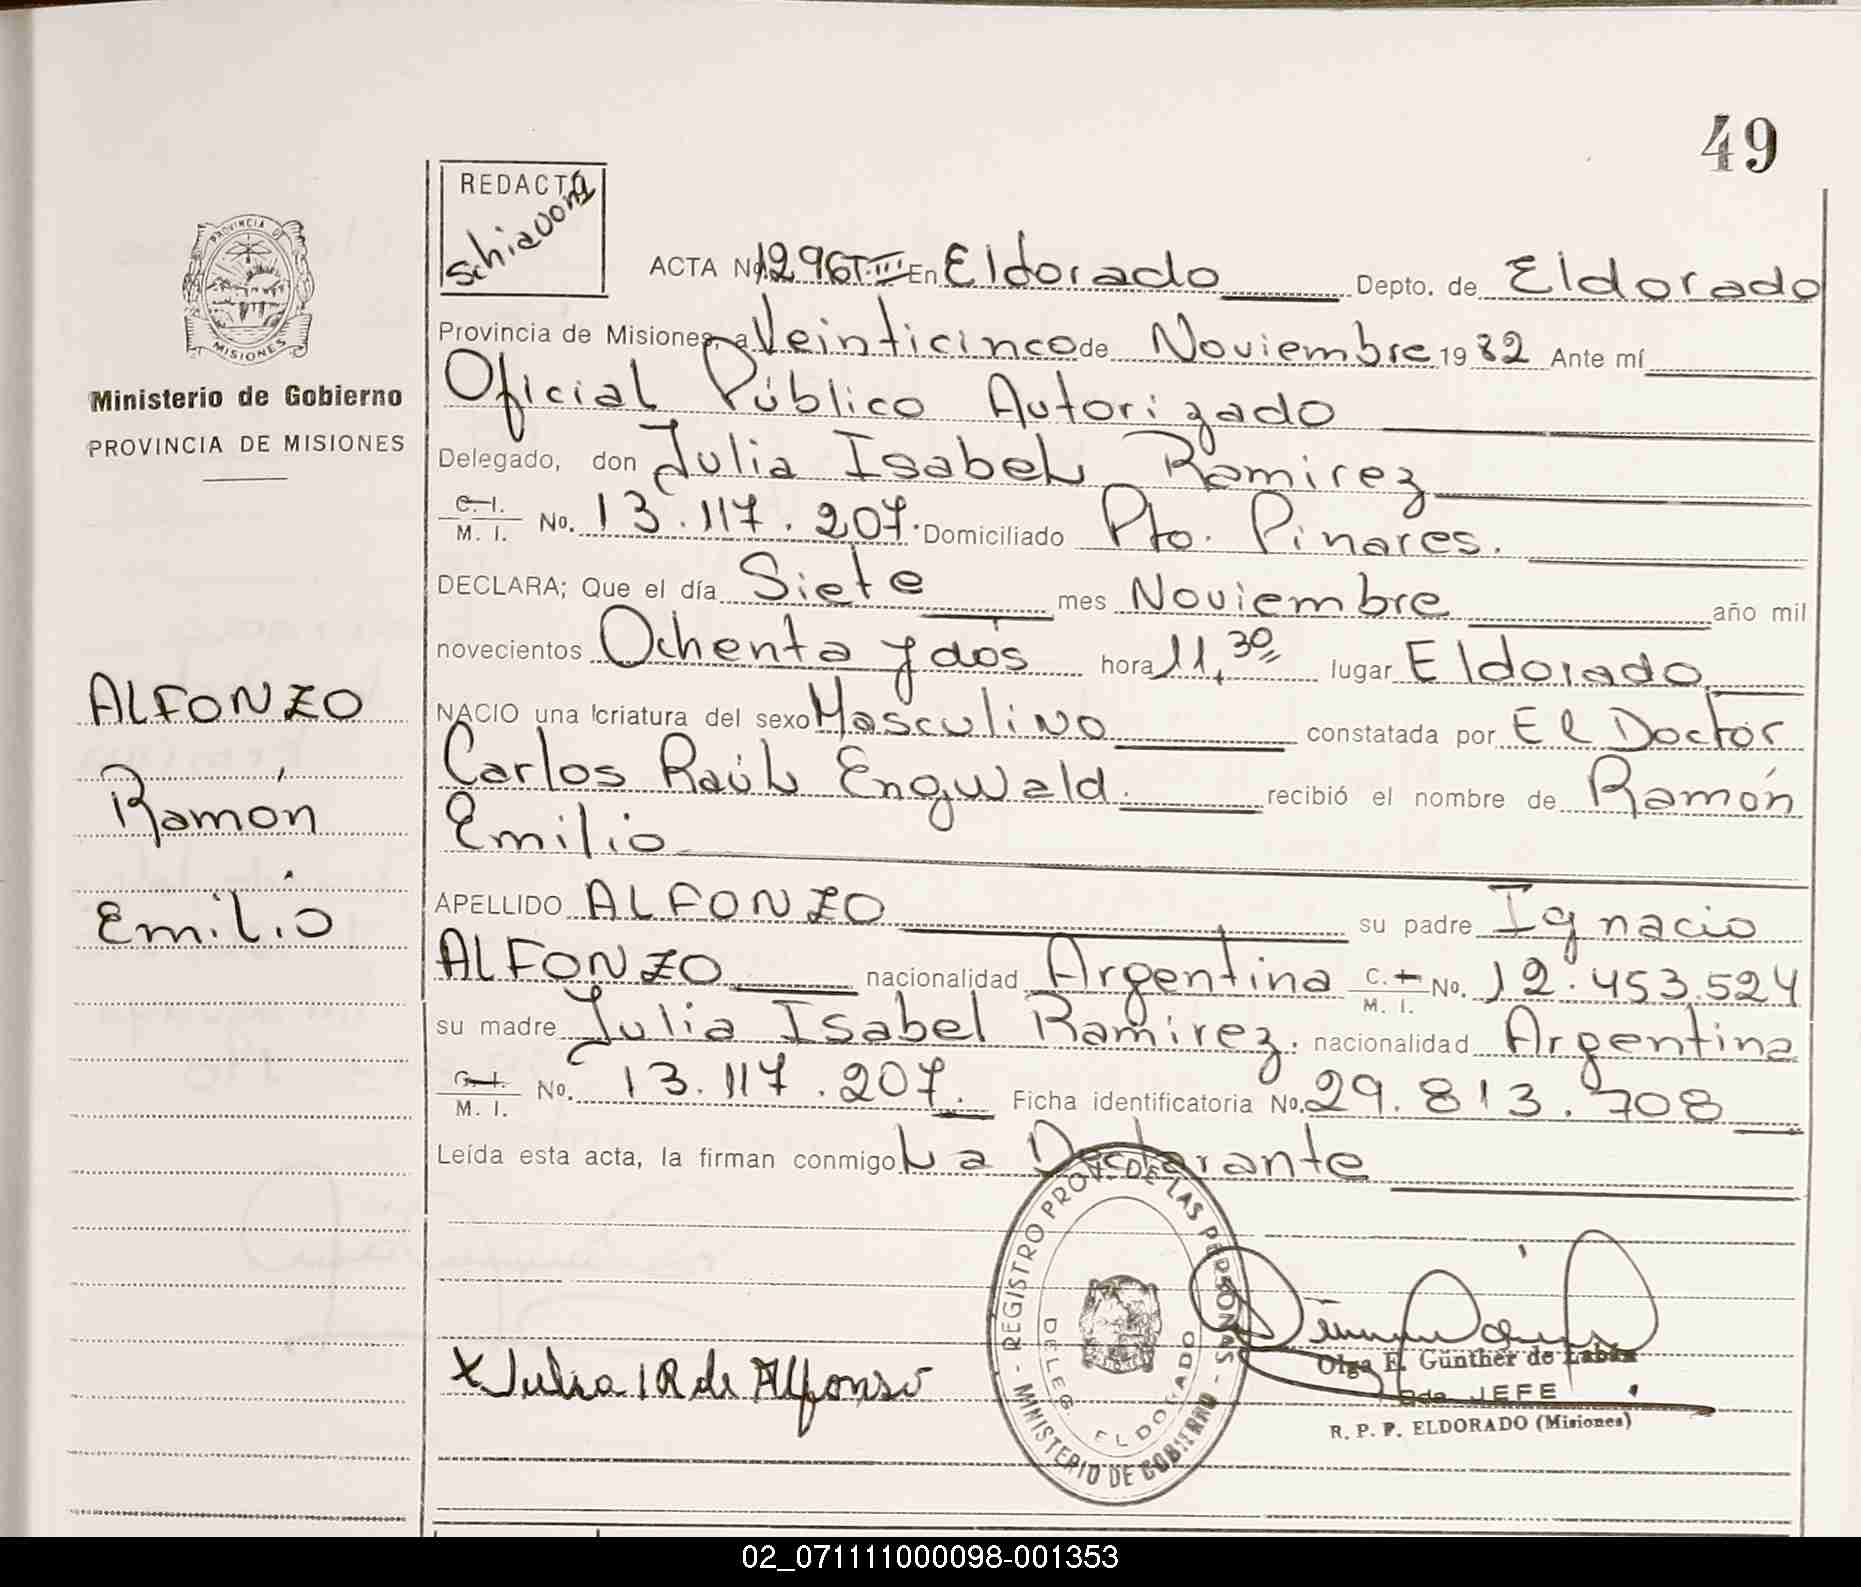 49
REDACTÓ
Schiavoni
PROVINCIA DE
MISIONES
Ministerio de Gobierno
PROVINCIA DE MISIONES
ACTA No. 1296 T. III En Eldorado Depto. de Eldorado
Provincia de Misiones, a Veinticinco de Noviembre 1982 Ante mí
Oficial Público Autorizado
Delegado, don Julia Isabel Ramirez
C. I.
M. I. No. 13.117.207. Domiciliado Pto. Pinares.
DECLARA; Que el día Siete mes Noviembre año mil
novecientos Ochenta y dos hora 11,30 lugar Eldorado
NACIO una criatura del sexo Masculino constatada por El Doctor
Carlos Raúl Engwald. recibió el nombre de Ramón
Emilio
APELLIDO ALFONZO su padre Ignacio
ALFONZO nacionalidad Argentina C. I. M. I. No. 12.453.524
su madre Julia Isabel Ramirez. nacionalidad Argentina
C. I.
M. I. No. 13.117.207. Ficha identificatoria No. 29.813.708
Leída esta acta, la firman conmigo La Declarante
ALFONZO
Ramón
Emilio
REGISTRO PROV. DE LAS PERSONAS - MINISTERIO DE GOBIERNO -
DELEG. ELDORADO
x Julia I R de Alfonso
Olga E. Günther de
2da JEFE
R. P. P. ELDORADO (Misiones)
02_071111000098-001353